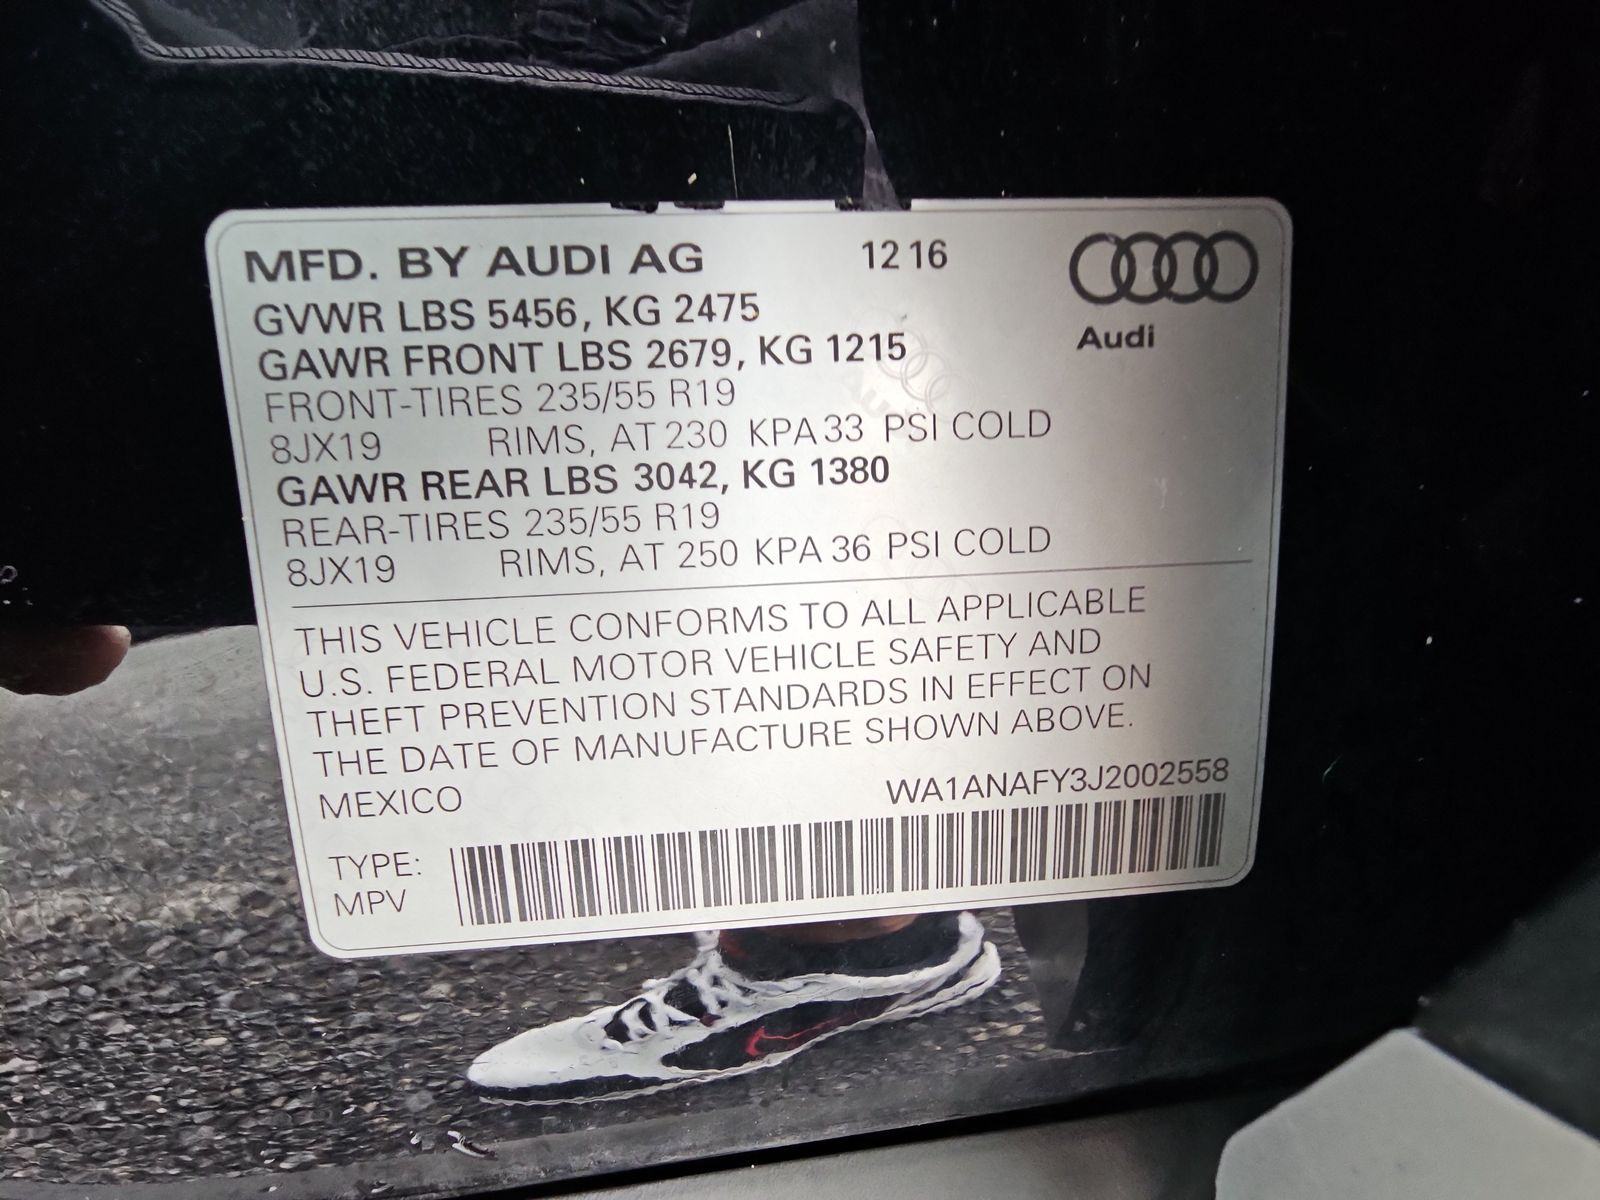 MFD. BY AUDI AG 12 16
Audi
GVWR LBS 5456, KG 2475
GAWR FRONT LBS 2679, KG 1215
FRONT-TIRES 235/55 R19
8JX19 RIMS, AT 230 KPA 33 PSI COLD
GAWR REAR LBS 3042, KG 1380
REAR-TIRES 235/55 R19
8JX19 RIMS, AT 250 KPA 36 PSI COLD
THIS VEHICLE CONFORMS TO ALL APPLICABLE
U.S. FEDERAL MOTOR VEHICLE SAFETY AND
THEFT PREVENTION STANDARDS IN EFFECT ON
THE DATE OF MANUFACTURE SHOWN ABOVE.
MEXICO WA1ANAFY3J2002558
TYPE:
MPV